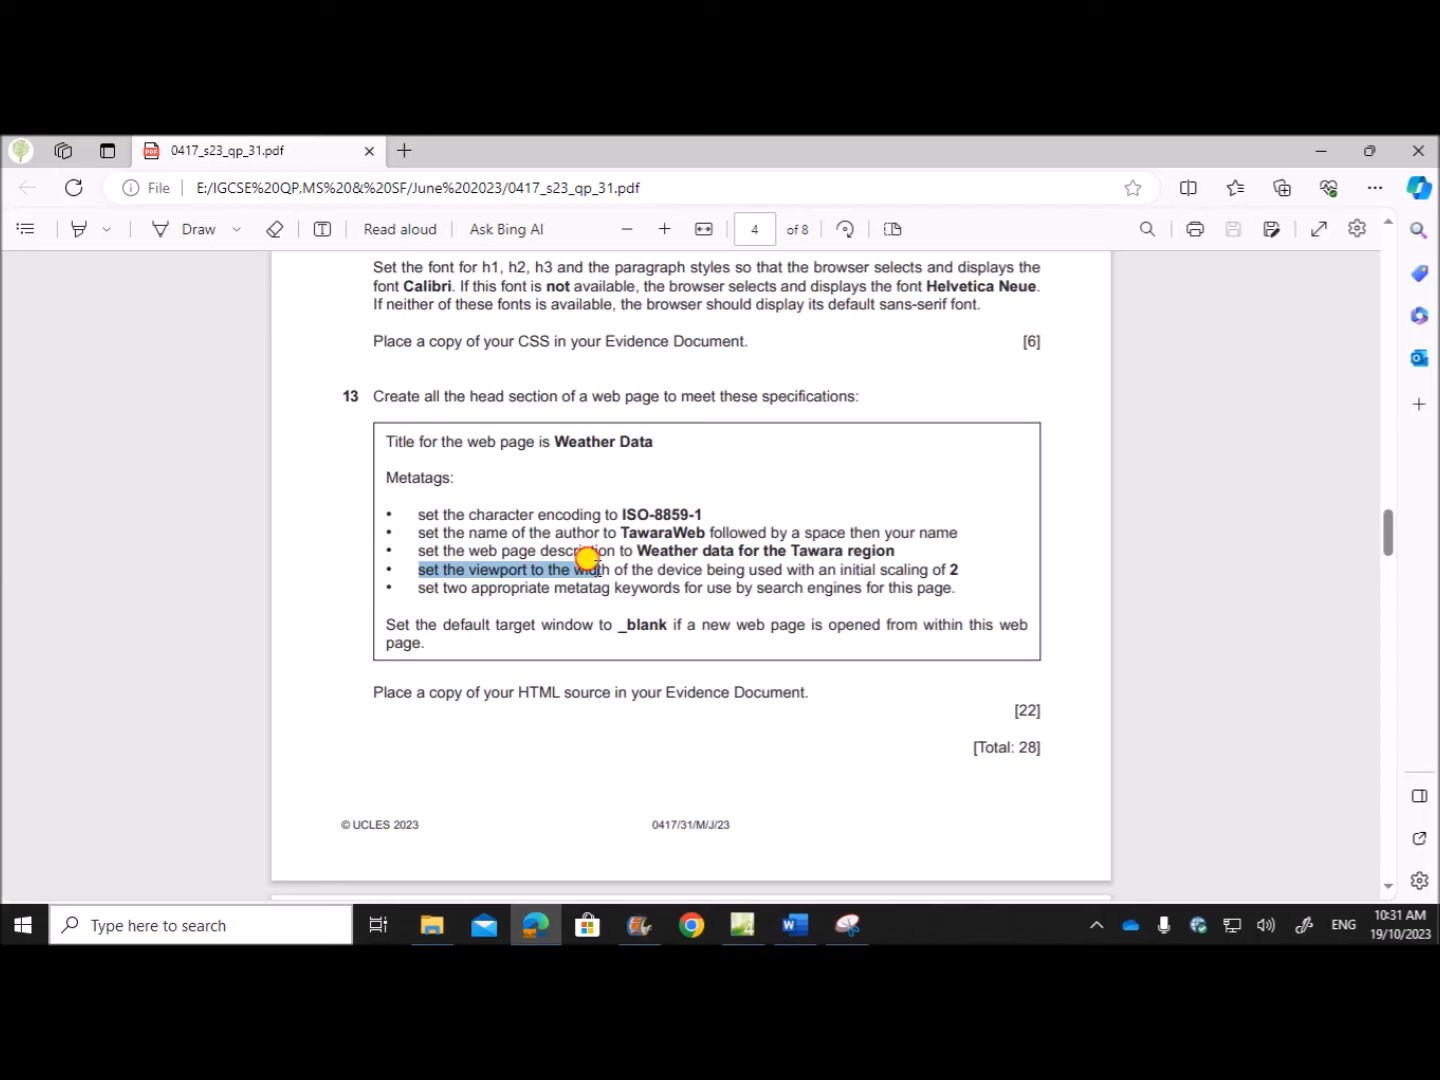 0417_s23_qp_31.pdf
File
E:/IGCSE%20QP,MS%20&%20SF/June%202023/0417_s23_qp_31.pdf
Draw
Read aloud
Ask Bing AI
4
of 8
Set the font for h1, h2, h3 and the paragraph styles so that the browser selects and displays the
font Calibri. If this font is not available, the browser selects and displays the font Helvetica Neue.
If neither of these fonts is available, the browser should display its default sans-serif font.
Place a copy of your CSS in your Evidence Document. [6]
13 Create all the head section of a web page to meet these specifications:
Title for the web page is Weather Data
Metatags:
• set the character encoding to ISO-8859-1
• set the name of the author to TawaraWeb followed by a space then your name
• set the web page description to Weather data for the Tawara region
• set the viewport to the width of the device being used with an initial scaling of 2
• set two appropriate metatag keywords for use by search engines for this page.
Set the default target window to _blank if a new web page is opened from within this web
page.
Place a copy of your HTML source in your Evidence Document.
[22]
[Total: 28]
© UCLES 2023
0417/31/M/J/23
Type here to search
ENG
10:31 AM
19/10/2023